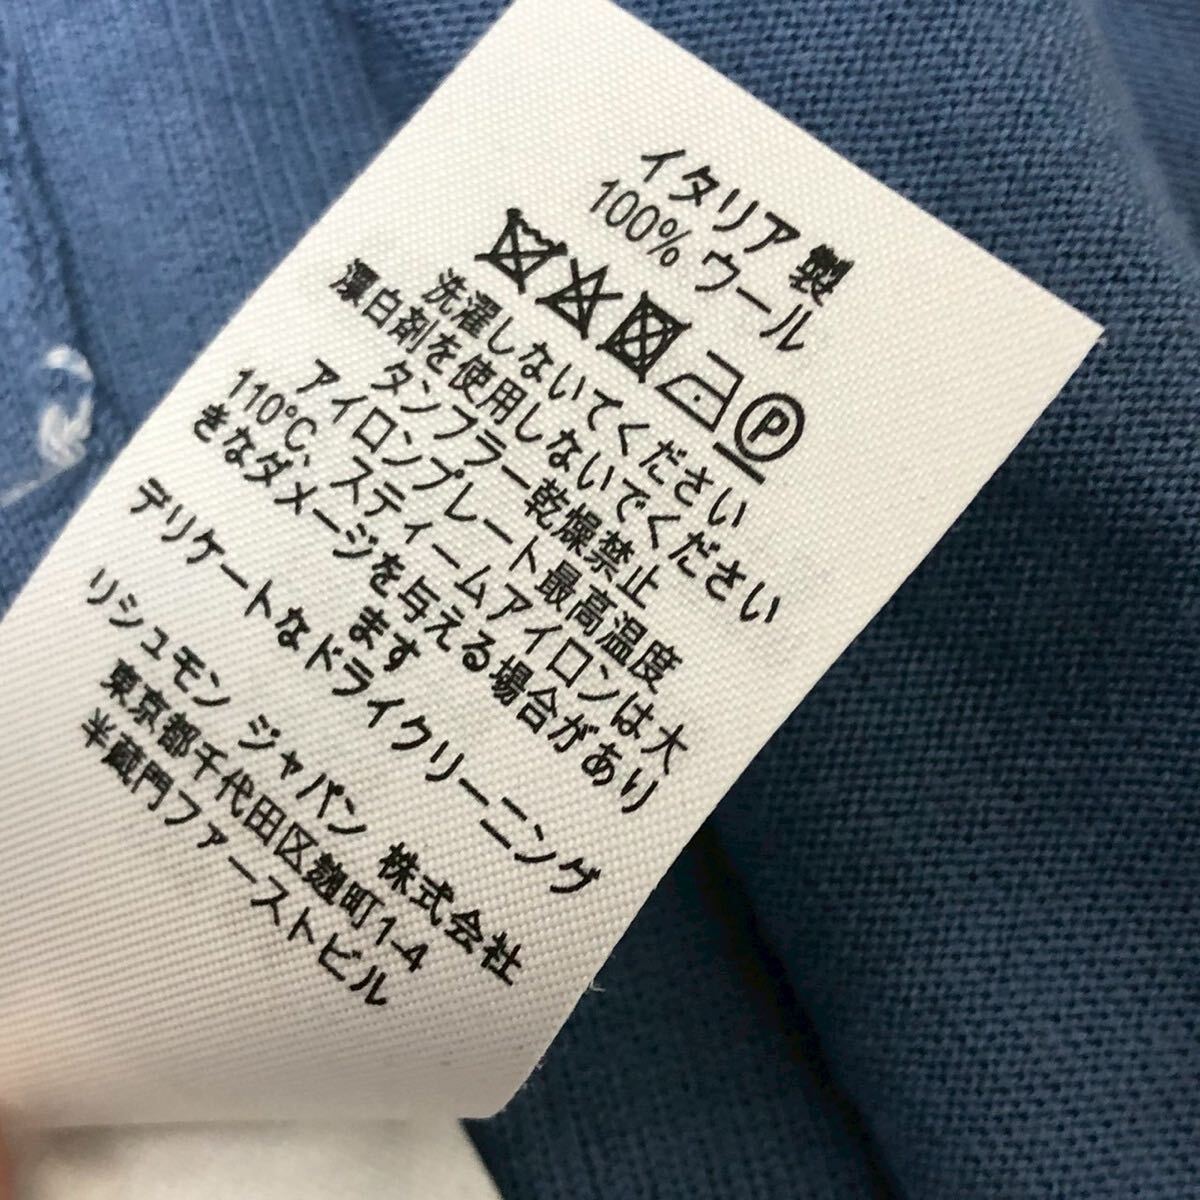 イタリア 製
100% ウール
P
洗濯しないてください
漂白剤を使用しないでください
タンブラー乾燥禁止
アイロンプレート最高温度
110℃、スティームアイロンは大
きなダメージを与える場合があり
ます
デリケートなドライクリーニング
リシュモン ジャパン 株式会社
東京都千代田区麹町1-4
半蔵門ファーストビル